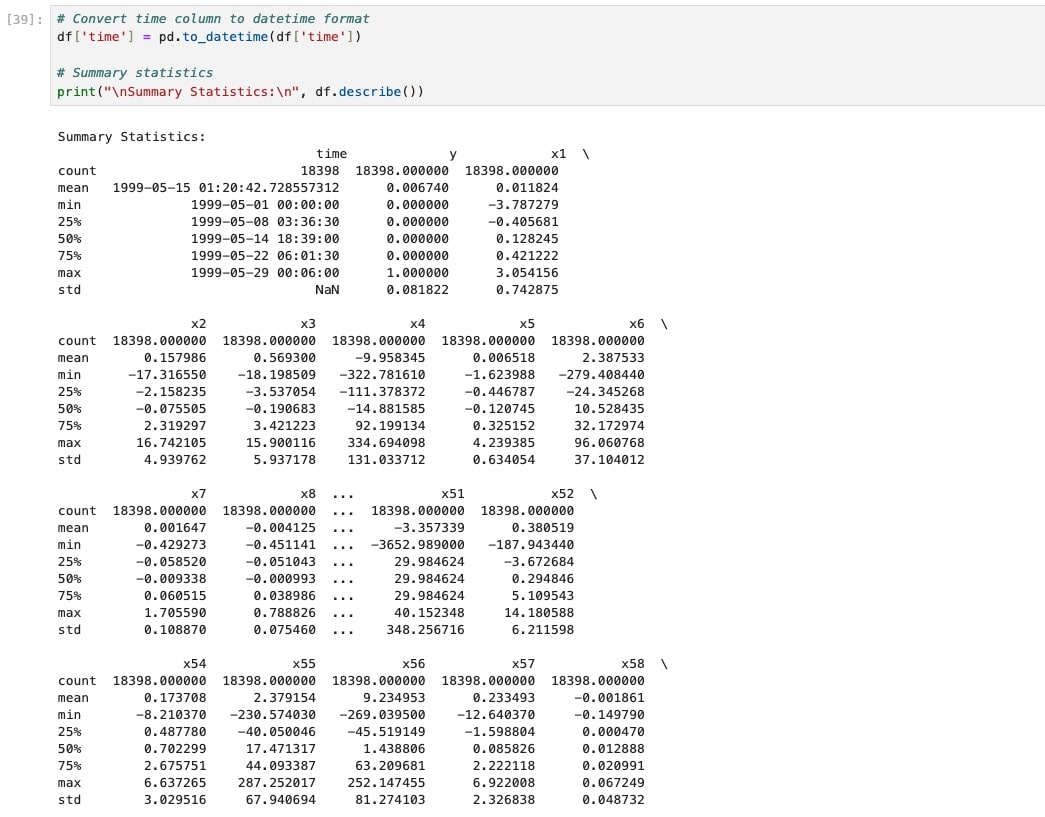 [39]: # Convert time column to datetime format
df['time'] = pd.to_datetime(df['time'])
# Summary statistics
print("\nSummary Statistics:\n", df.describe())
Summary Statistics:
time y x1 \
count 18398 18398.000000 18398.000000
mean 1999-05-15 01:20:42.728557312 0.006740 0.011824
min 1999-05-01 00:00:00 0.000000 -3.787279
25% 1999-05-08 03:36:30 0.000000 -0.405681
50% 1999-05-14 18:39:00 0.000000 0.128245
75% 1999-05-22 06:01:30 0.000000 0.421222
max 1999-05-29 00:06:00 1.000000 3.054156
std NaN 0.081822 0.742875
x2 x3 x4 x5 x6 \
count 18398.000000 18398.000000 18398.000000 18398.000000 18398.000000
mean 0.157986 0.569300 -9.958345 0.006518 2.387533
min -17.316550 -18.198509 -322.781610 -1.623988 -279.408440
25% -2.158235 -3.537054 -111.378372 -0.446787 -24.345268
50% -0.075505 -0.190683 -14.881585 -0.120745 10.528435
75% 2.319297 3.421223 92.199134 0.325152 32.172974
max 16.742105 15.900116 334.694098 4.239385 96.060768
std 4.939762 5.937178 131.033712 0.634054 37.104012
x7 x8 ... x51 x52 \
count 18398.000000 18398.000000 ... 18398.000000 18398.000000
mean 0.001647 -0.004125 ... -3.357339 0.380519
min -0.429273 -0.451141 ... -3652.989000 -187.943440
25% -0.058520 -0.051043 ... 29.984624 -3.672684
50% -0.009338 -0.000993 ... 29.984624 0.294846
75% 0.060515 0.038986 ... 29.984624 5.109543
max 1.705590 0.788826 ... 40.152348 14.180588
std 0.108870 0.075460 ... 348.256716 6.211598
x54 x55 x56 x57 x58 \
count 18398.000000 18398.000000 18398.000000 18398.000000 18398.000000
mean 0.173708 2.379154 9.234953 0.233493 -0.001861
min -8.210370 -230.574030 -269.039500 -12.640370 -0.149790
25% 0.487780 -40.050046 -45.519149 -1.598804 0.000470
50% 0.702299 17.471317 1.438806 0.085826 0.012888
75% 2.675751 44.093387 63.209681 2.222118 0.020991
max 6.637265 287.252017 252.147455 6.922008 0.067249
std 3.029516 67.940694 81.274103 2.326838 0.048732